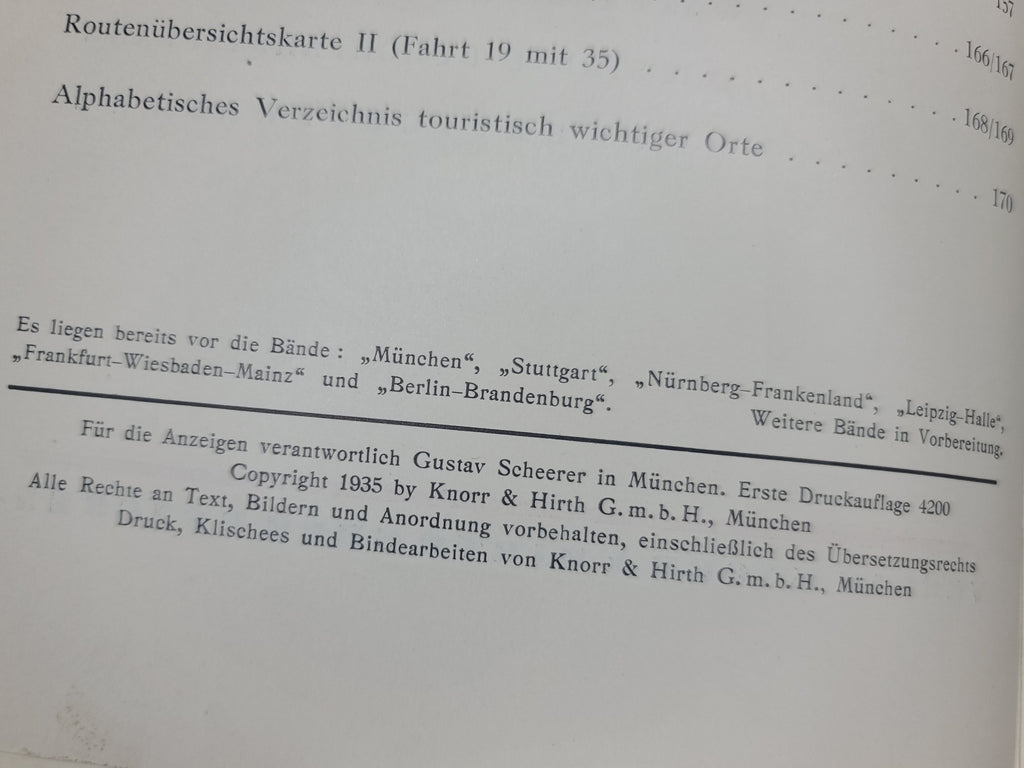 157
. . . . . . . . . 166/167
Routenübersichtskarte II (Fahrt 19 mit 35) . . . . . . . . . . . . 168/169
Alphabetisches Verzeichnis touristisch wichtiger Orte . . . . . . . . . 170
Es liegen bereits vor die Bände: „München“, „Stuttgart“, „Nürnberg–Frankenland“, „Leipzig–Halle“,
„Frankfurt–Wiesbaden–Mainz“ und „Berlin–Brandenburg“. Weitere Bände in Vorbereitung.
Für die Anzeigen verantwortlich Gustav Scheerer in München. Erste Druckauflage 4200
Copyright 1935 by Knorr & Hirth G. m. b. H., München
Alle Rechte an Text, Bildern und Anordnung vorbehalten, einschließlich des Übersetzungsrechts
Druck, Klischees und Bindearbeiten von Knorr & Hirth G. m. b. H., München